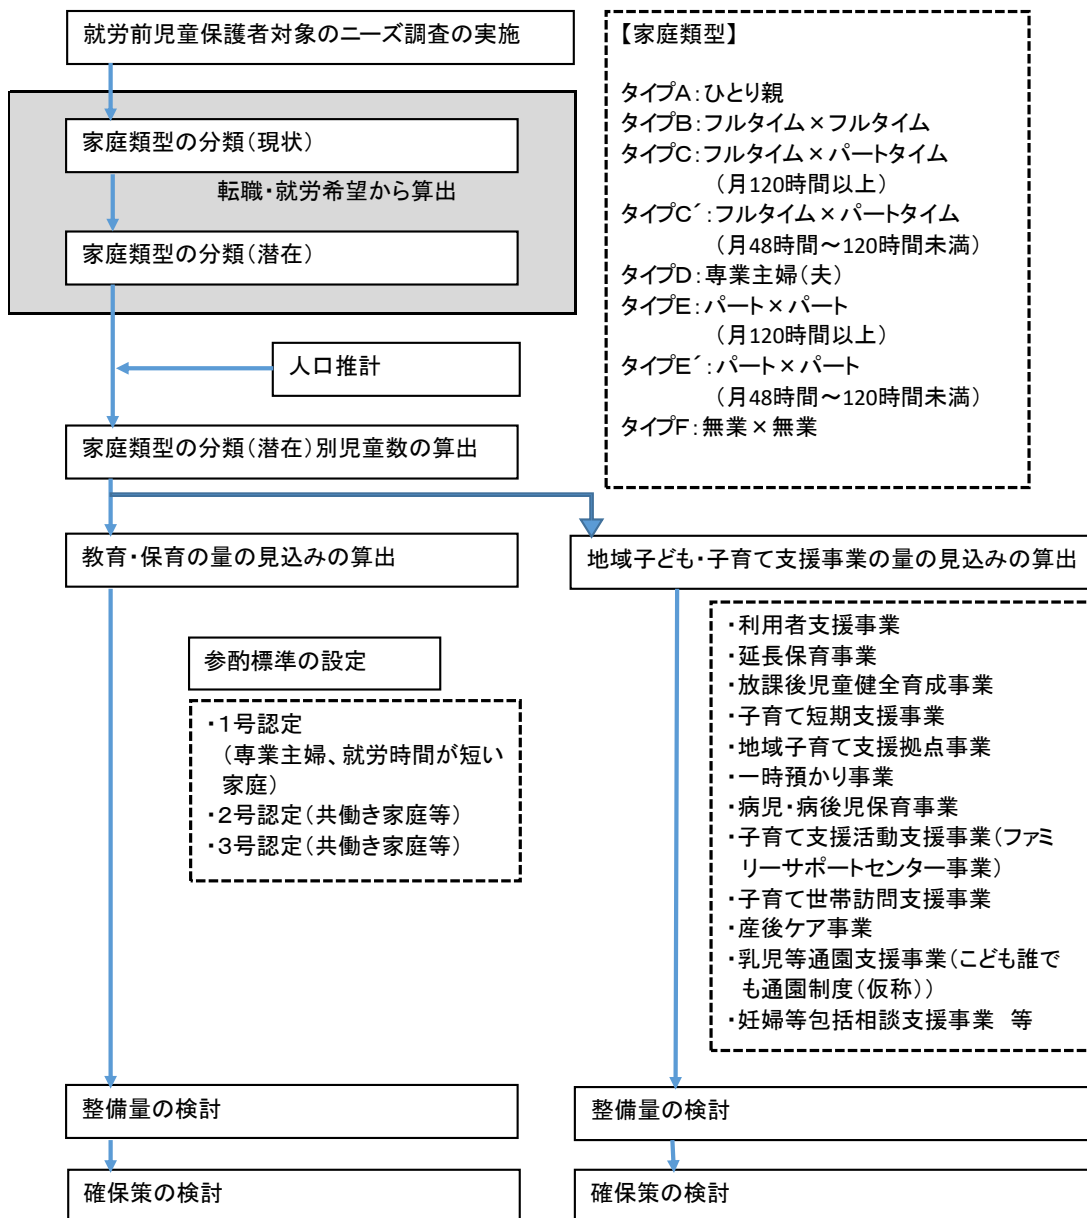 就労前児童保護者対象のニーズ調査の実施
家庭類型の分類(現状)
転職・就労希望から算出
家庭類型の分類(潜在)
人口推計
家庭類型の分類(潜在)別児童数の算出
【家庭類型】
タイプA:ひとり親
タイプB:フルタイム×フルタイム
タイプC:フルタイム×パートタイム
(月120時間以上)
タイプC´:フルタイム×パートタイム
(月48時間~120時間未満)
タイプD:専業主婦(夫)
タイプE:パート×パート
(月120時間以上)
タイプE´:パート×パート
(月48時間~120時間未満)
タイプF:無業×無業
教育・保育の量の見込みの算出
参酌標準の設定
・1号認定
(専業主婦、就労時間が短い
家庭)
・2号認定(共働き家庭等)
・3号認定(共働き家庭等)
整備量の検討
確保策の検討
地域子ども・子育て支援事業の量の見込みの算出
・利用者支援事業
・延長保育事業
・放課後児童健全育成事業
・子育て短期支援事業
・地域子育て支援拠点事業
・一時預かり事業
・病児・病後児保育事業
・子育て支援活動支援事業(ファミ
リーサポートセンター事業)
・子育て世帯訪問支援事業
・産後ケア事業
・乳児等通園支援事業(こども誰で
も通園制度(仮称))
・妊婦等包括相談支援事業 等
整備量の検討
確保策の検討